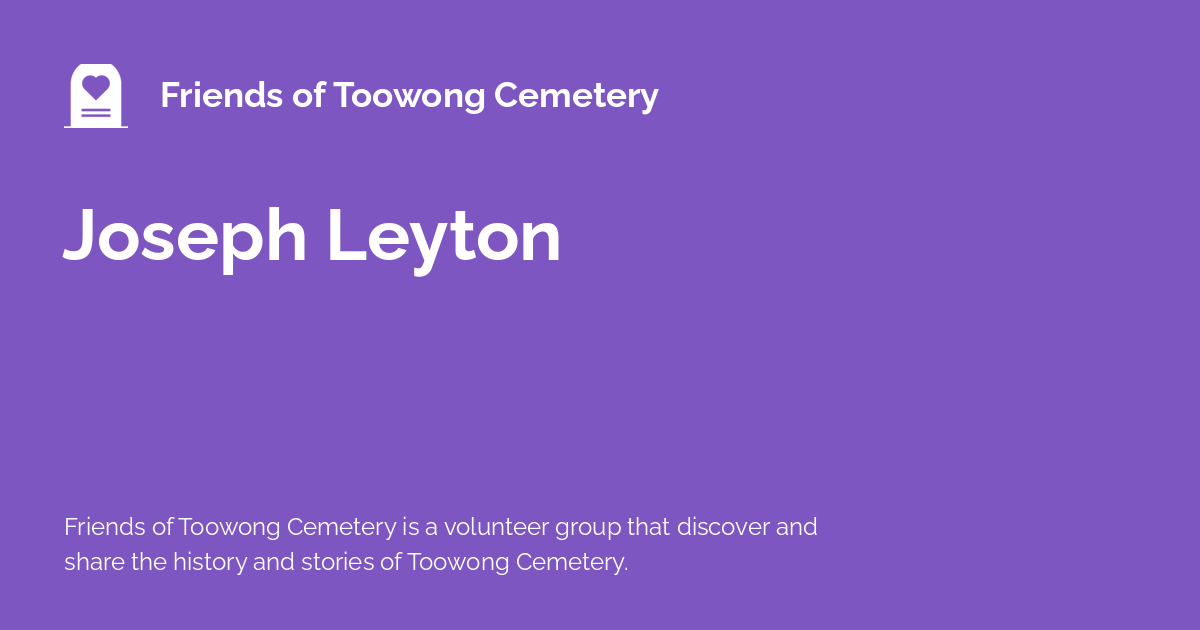 Friends of Toowong Cemetery
Joseph Leyton
Friends of Toowong Cemetery is a volunteer group that discover and
share the history and stories of Toowong Cemetery.